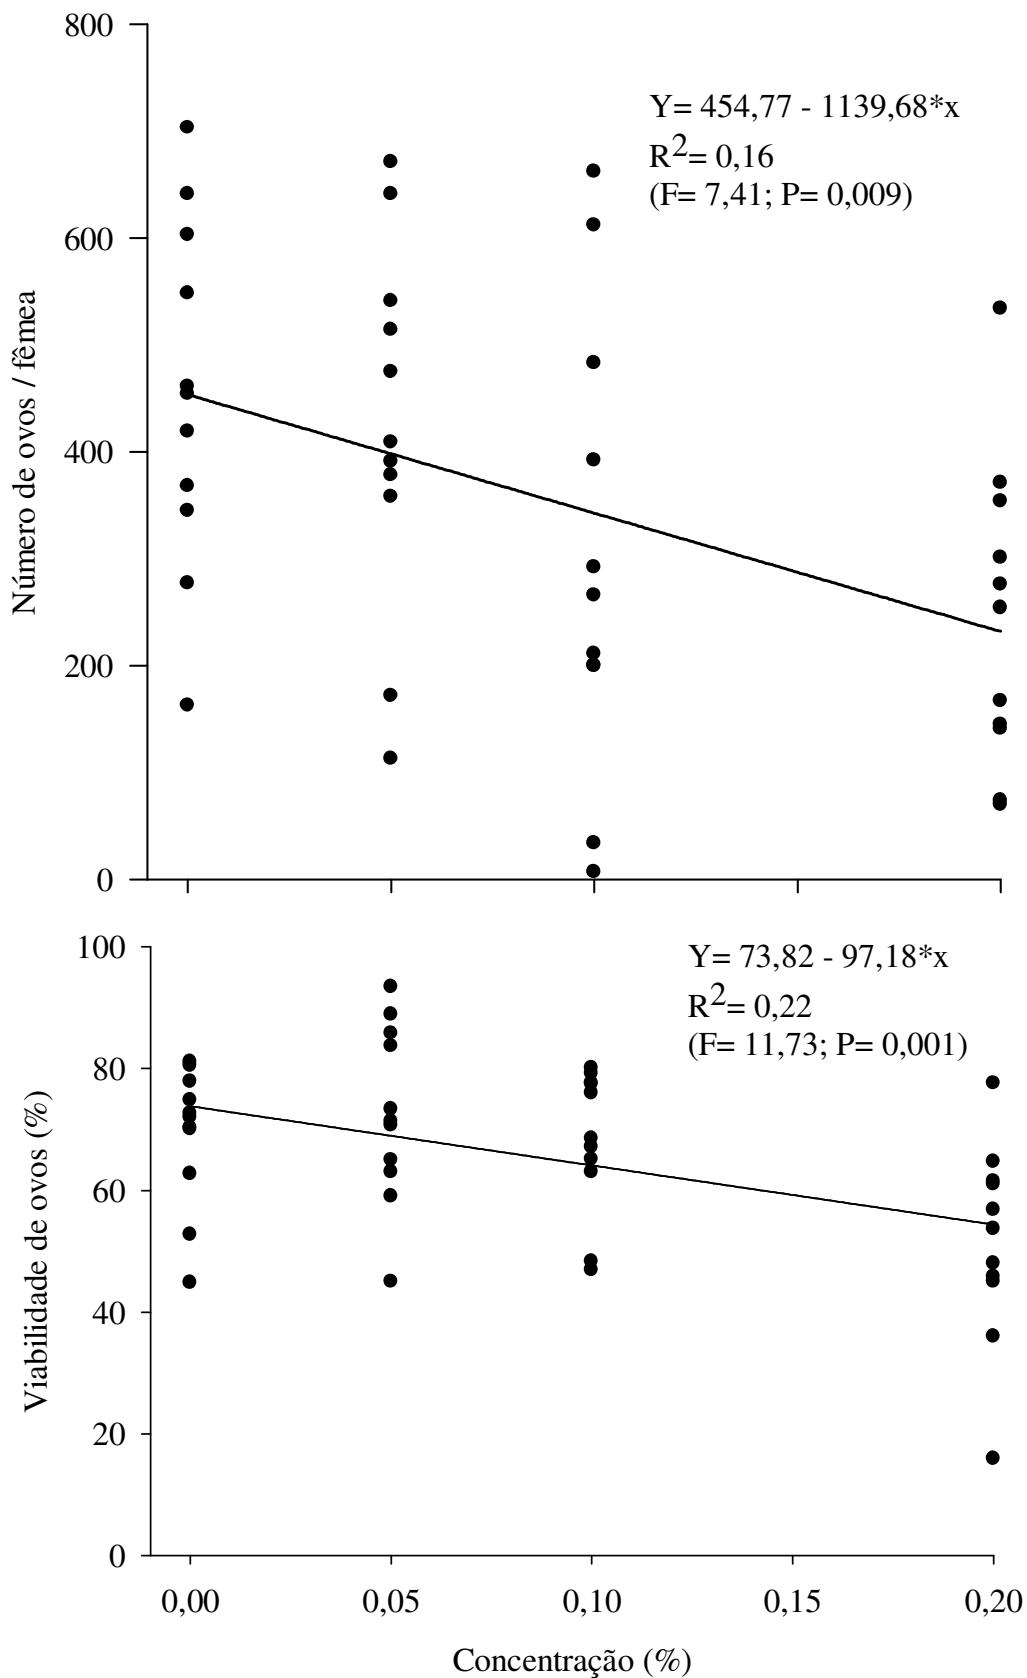 800
600
400
200
0
Número de ovos / fêmea
Y= 454,77 - 1139,68*x
R2= 0,16
(F= 7,41; P= 0,009)
100
80
60
40
20
0
Viabilidade de ovos (%)
Y= 73,82 - 97,18*x
R2= 0,22
(F= 11,73; P= 0,001)
0,00 0,05 0,10 0,15 0,20
Concentração (%)